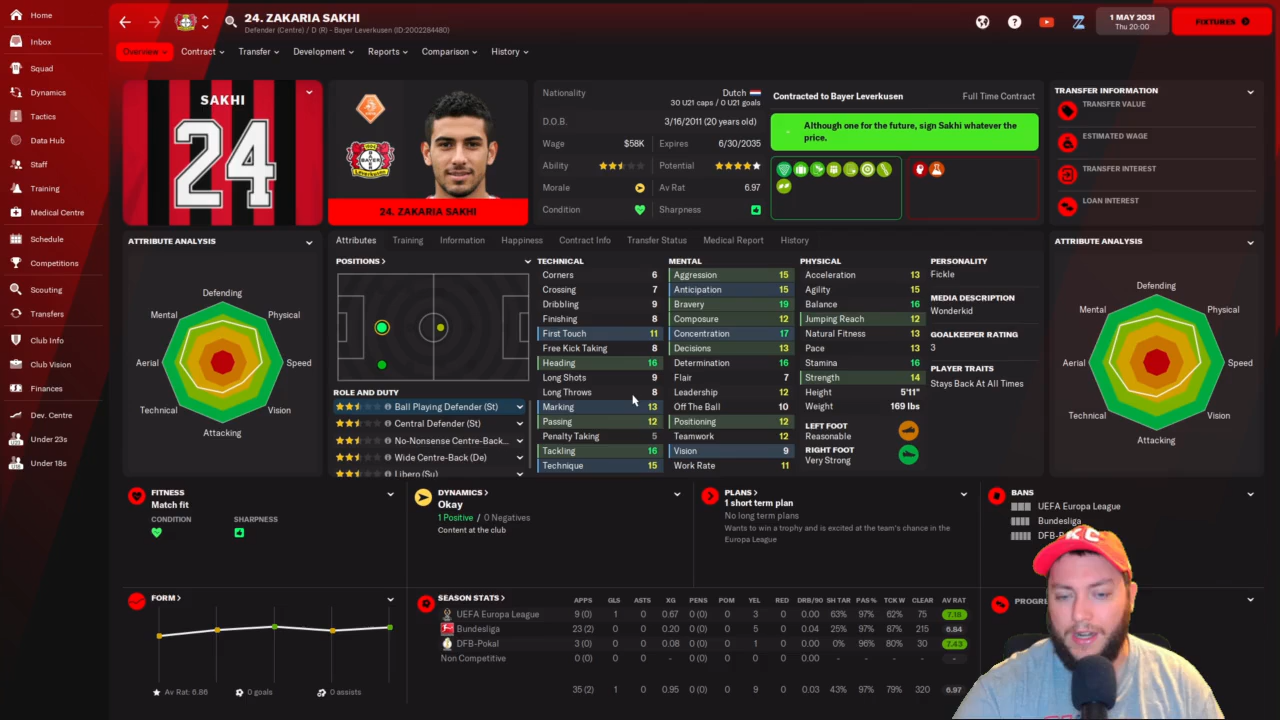 24. ZAKARIA SAKHI
Defender (Centre) / D (R) - Bayer Leverkusen (ID:2002284480)
1 MAY 2031
Thu 20:00
FIXTURES
Home
Inbox
Squad
Dynamics
Tactics
Data Hub
Staff
Training
Medical Centre
Schedule
Competitions
Scouting
Transfers
Club Info
Club Vision
Finances
Dev. Centre
Under 23s
Under 18s
Overview
Contract
Transfer
Development
Reports
Comparison
History
SAKHI
24
24. ZAKARIA SAKHI
Nationality Dutch
30 U21 caps / 0 U21 goals
D.O.B. 3/16/2011 (20 years old)
Wage $58K Expires 6/30/2035
Ability Potential
Morale Av Rat 6.97
Condition Sharpness
Contracted to Bayer Leverkusen Full Time Contract
Although one for the future, sign Sakhi whatever the
price.
TRANSFER INFORMATION
TRANSFER VALUE
ESTIMATED WAGE
TRANSFER INTEREST
LOAN INTEREST
ATTRIBUTE ANALYSIS
Defending
Physical
Speed
Vision
Attacking
Technical
Aerial
Mental
Attributes Training Information Happiness Contract Info Transfer Status Medical Report History
POSITIONS >
ROLE AND DUTY
Ball Playing Defender (St)
Central Defender (St)
No-Nonsense Centre-Back...
Wide Centre-Back (De)
Libero (Su)
TECHNICAL
Corners 6
Crossing 7
Dribbling 9
Finishing 8
First Touch 11
Free Kick Taking 8
Heading 16
Long Shots 9
Long Throws 8
Marking 13
Passing 12
Penalty Taking 5
Tackling 16
Technique 15
MENTAL
Aggression 15
Anticipation 15
Bravery 19
Composure 12
Concentration 17
Decisions 13
Determination 16
Flair 7
Leadership 12
Off The Ball 10
Positioning 12
Teamwork 12
Vision 9
Work Rate 11
PHYSICAL
Acceleration 13
Agility 15
Balance 16
Jumping Reach 12
Natural Fitness 13
Pace 13
Stamina 16
Strength 14
Height 5'11"
Weight 169 lbs
LEFT FOOT
Reasonable
RIGHT FOOT
Very Strong
PERSONALITY
Fickle
MEDIA DESCRIPTION
Wonderkid
GOALKEEPER RATING
3
PLAYER TRAITS
Stays Back At All Times
ATTRIBUTE ANALYSIS
Defending
Physical
Speed
Vision
Attacking
Technical
Aerial
Mental
FITNESS
Match fit
CONDITION SHARPNESS
DYNAMICS >
Okay
1 Positive / 0 Negatives
Content at the club
PLANS >
1 short term plan
No long term plans
Wants to win a trophy and is excited at the team's chance in the
Europa League
BANS
UEFA Europa League
Bundesliga
DFB-P
FORM >
Av Rat: 6.86 0 goals 0 assists
SEASON STATS > APPS GLS AST XG PENS POM YEL RED DRB/90 SH TAR PAS % TCK W CLEAR AV RAT
UEFA Europa League 9 (0) 1 0 0.67 0 (0) 0 3 0 0.00 63% 97% 62% 75 7.18
Bundesliga 23 (2) 0 0 0.20 0 (0) 0 5 0 0.04 25% 97% 87% 215 6.84
DFB-Pokal 3 (0) 0 0 0.08 0 (0) 0 1 0 0.00 0% 96% 80% 30 7.43
Non Competitive 0 (0) 0 0 - 0 (0) 0 0 0 - - - - - -
35 (2) 1 0 0.95 0 (0) 0 9 0 0.03 43% 97% 79% 320 6.97
PROGRE
KC